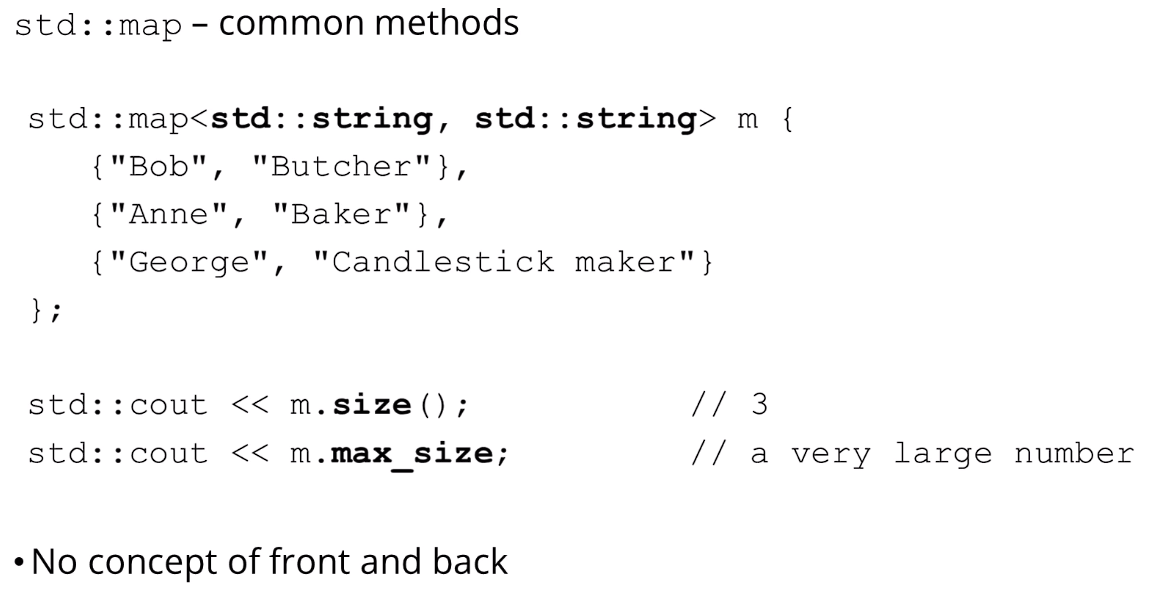 std::map – common methods
std::map<std::string, std::string> m {
{"Bob", "Butcher"},
{"Anne", "Baker"},
{"George", "Candlestick maker"}
};
std::cout << m.size(); // 3
std::cout << m.max_size; // a very large number
• No concept of front and back